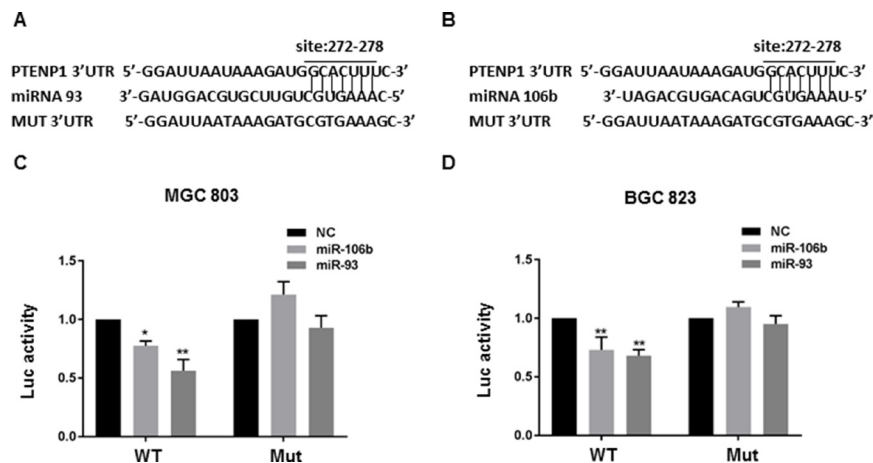 A
site:272-278
PTENP1 3’UTR 5’-GGAUUAAUAAAGAUGGCACUUUC-3’
miRNA 93 3’-GAUGGACGUGCUUGUCGUGAAAC-5’
MUT 3’UTR 5’-GGAUUAATAAAGATGCGTGAAAGC-3’
B
site:272-278
PTENP1 3’UTR 5’-GGAUUAAUAAAGAUGGCACUUUC-3’
miRNA 106b 3’-UAGACGUGACAGUCGUGAAAU-5’
MUT 3’UTR 5’-GGAUUAATAAAGATGCGTGAAAGC-3’
C
MGC 803
NC
miR-106b
miR-93
Luc activity
1.5
1.0
0.5
0.0
*
**
WT
Mut
D
BGC 823
NC
miR-106b
miR-93
Luc activity
1.5
1.0
0.5
0.0
**
**
WT
Mut